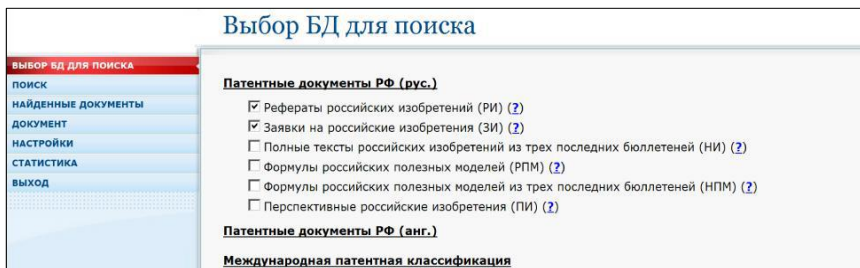 Выбор БД для поиска
ВЫБОР БД ДЛЯ ПОИСКА
ПОИСК
НАЙДЕННЫЕ ДОКУМЕНТЫ
ДОКУМЕНТ
НАСТРОЙКИ
СТАТИСТИКА
ВЫХОД
Патентные документы РФ (рус.)
Рефераты российских изобретений (РИ) (?)
Заявки на российские изобретения (ЗИ) (?)
Полные тексты российских изобретений из трех последних бюллетеней (НИ) (?)
Формулы российских полезных моделей (РПМ) (?)
Формулы российских полезных моделей из трех последних бюллетеней (НПМ) (?)
Перспективные российские изобретения (ПИ) (?)
Патентные документы РФ (анг.)
Международная патентная классификация